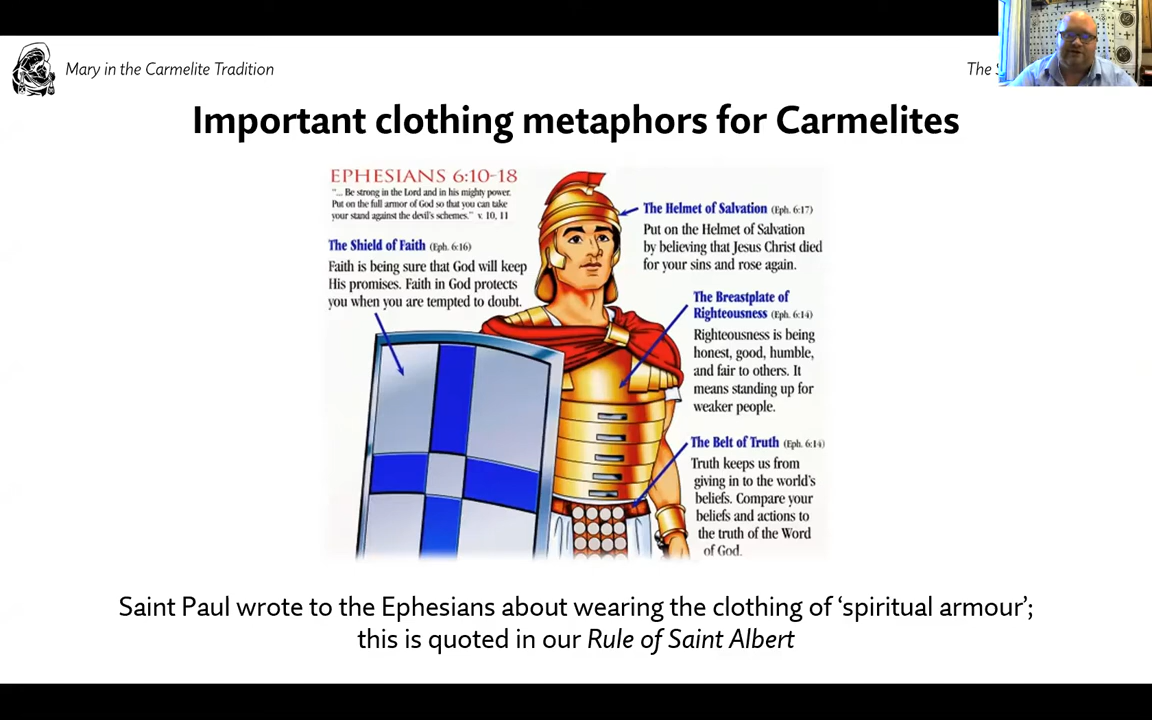 Mary in the Carmelite Tradition
The
Important clothing metaphors for Carmelites
EPHESIANS 6:10-18
"... Be strong in the Lord and in his mighty power.
Put on the full armor of God so that you can take
your stand against the devil's schemes." v. 10, 11
The Shield of Faith (Eph. 6:16)
Faith is being sure that God will keep
His promises. Faith in God protects
you when you are tempted to doubt.
The Helmet of Salvation (Eph. 6:17)
Put on the Helmet of Salvation
by believing that Jesus Christ died
for your sins and rose again.
The Breastplate of
Righteousness (Eph. 6:14)
Righteousness is being
honest, good, humble,
and fair to others. It
means standing up for
weaker people.
The Belt of Truth (Eph. 6:14)
Truth keeps us from
giving in to the world's
beliefs. Compare your
beliefs and actions to
the truth of the Word
of God.
Saint Paul wrote to the Ephesians about wearing the clothing of ‘spiritual armour’;
this is quoted in our Rule of Saint Albert